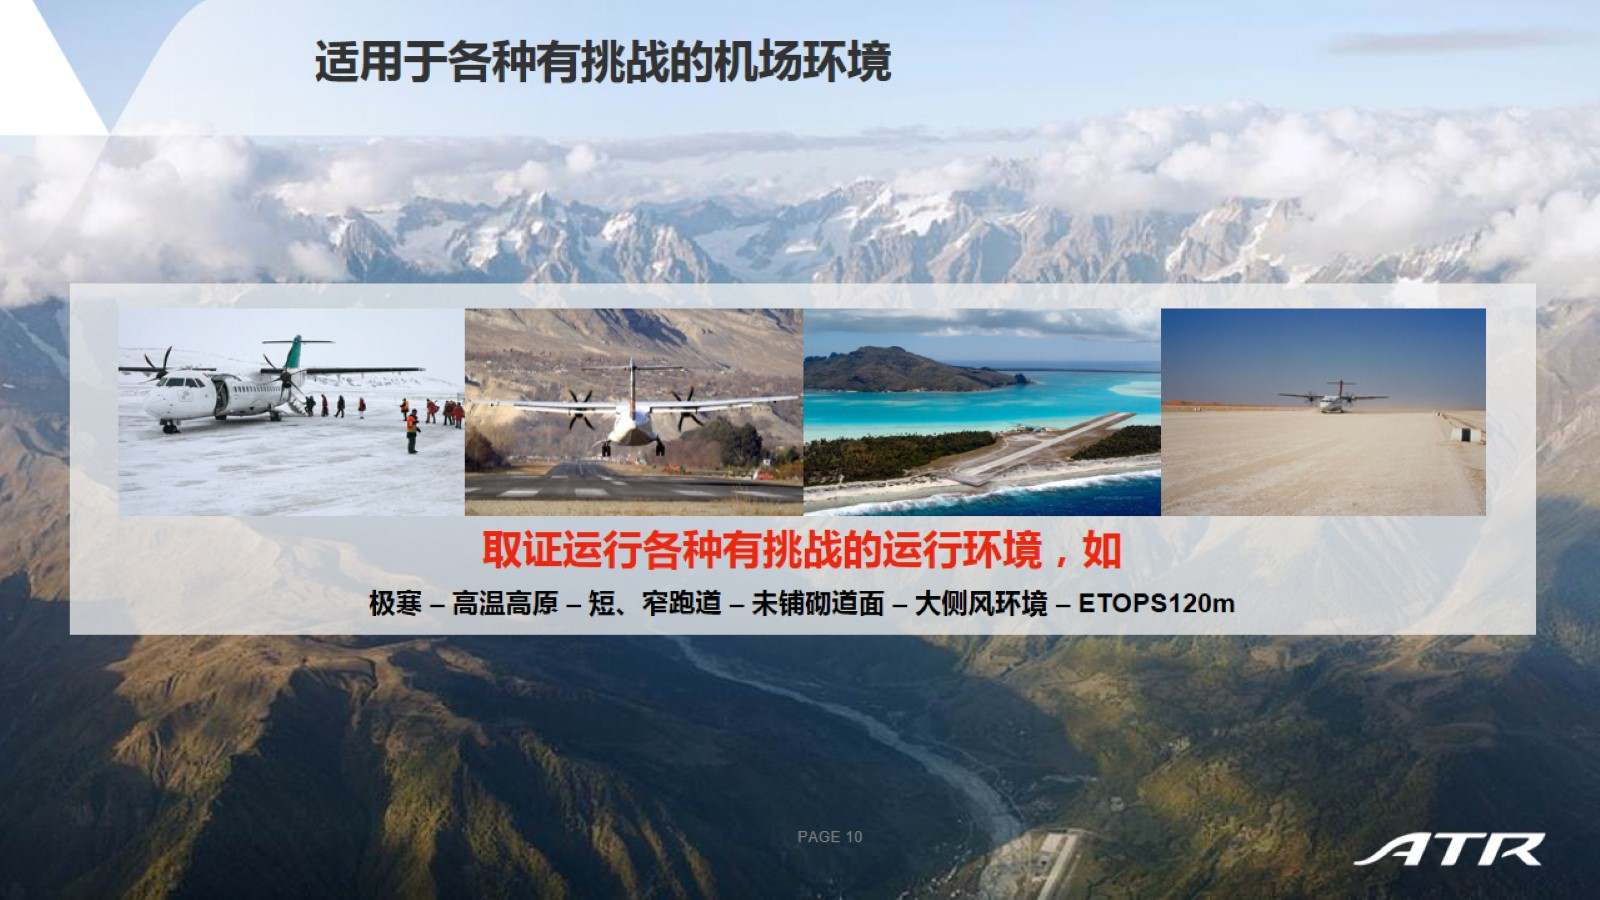 适用于各种有挑战的机场环境
取证运行各种有挑战的运行环境，如
极寒 – 高温高原 – 短、窄跑道 – 未铺砌道面 – 大侧风环境 – ETOPS120m
PAGE 10
ATR